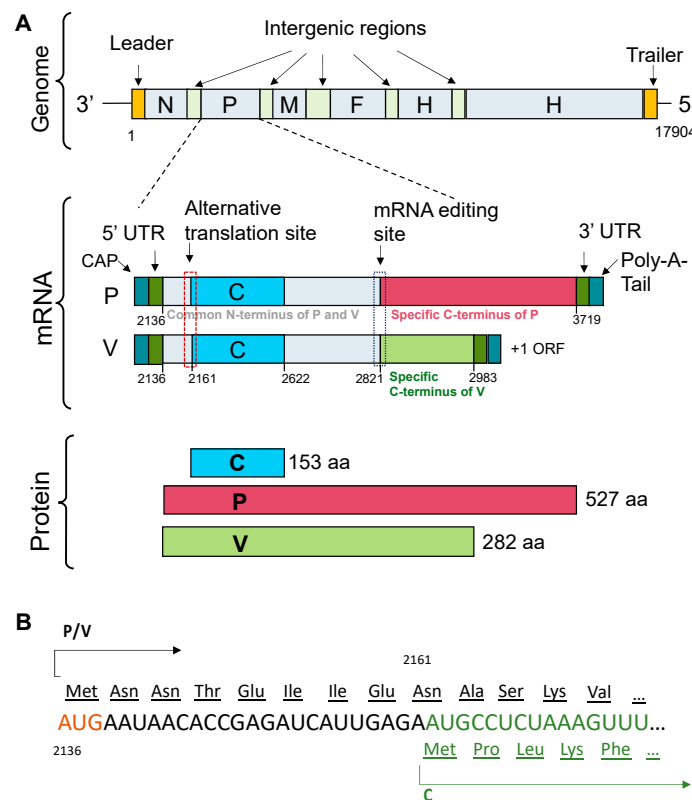 A
Genome
Leader
Intergenic regions
Trailer
3’
N
P
M
F
H
H
5’
1
17904
mRNA
5’ UTR
Alternative
translation site
mRNA editing
site
3’ UTR
CAP
Poly-A-
Tail
P
C
2136
Common N-terminus of P and V
Specific C-terminus of P
3719
V
C
+1 ORF
2136
2161
2622
2821
Specific
C-terminus of V
2983
Protein
C
153 aa
P
527 aa
V
282 aa
B
P/V
2161
Met Asn Asn Thr Glu Ile Ile Glu Asn Ala Ser Lys Val ...
AUGAAUAACACCGAGAUCAUUGAGAAUGCCUCUAAAGUUU...
2136
Met Pro Leu Lys Phe ...
C